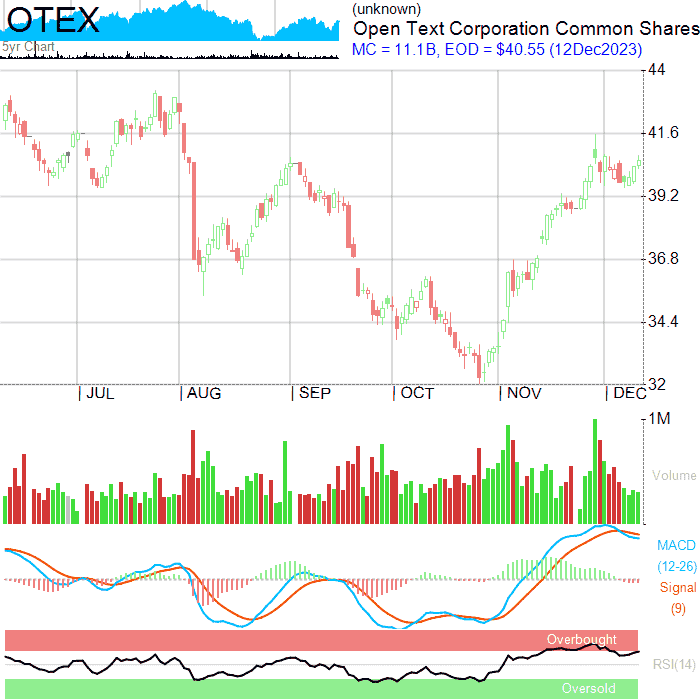 OTEX
5yr Chart
(unknown)
Open Text Corporation Common Shares
MC = 11.1B, EOD = $40.55 (12Dec2023)
44
41.6
39.2
36.8
34.4
32
JUL AUG SEP OCT NOV DEC
1M
Volume
MACD
(12-26)
Signal
(9)
Overbought
RSI(14)
Oversold